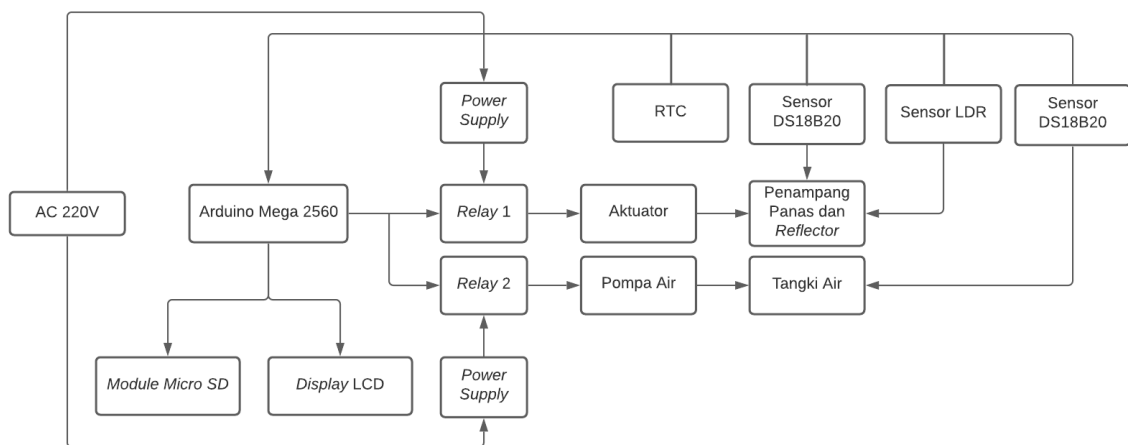 Power
Supply
RTC
Sensor
DS18B20
Sensor LDR
Sensor
DS18B20
AC 220V
Arduino Mega 2560
Relay 1
Aktuator
Penampang
Panas dan
Reflector
Relay 2
Pompa Air
Tangki Air
Module Micro SD
Display LCD
Power
Supply